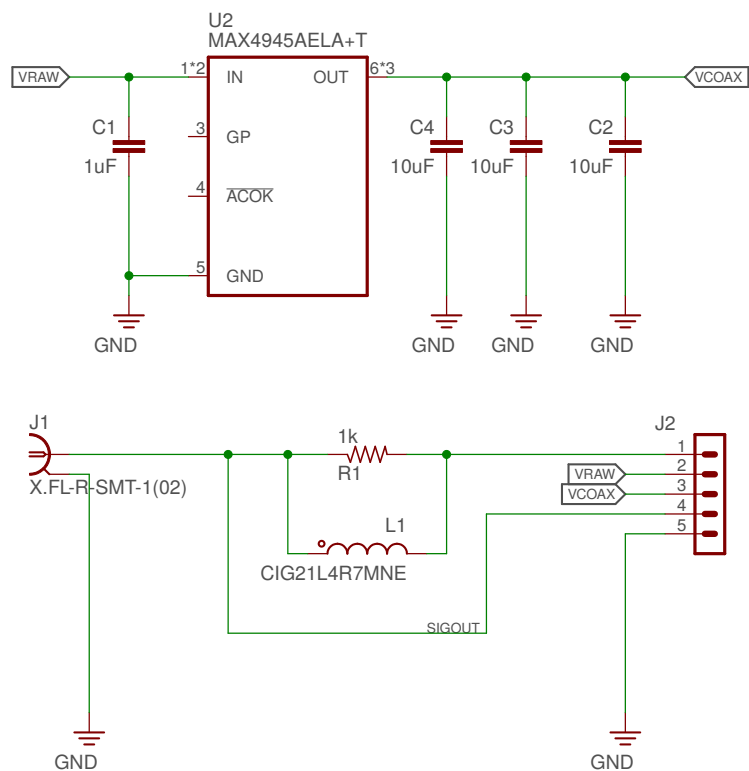 U2
MAX4945AELA+T
VRAW
1*2
IN
OUT
6*3
VCOAX
C1
1uF
3
GP
C4
10uF
C3
10uF
C2
10uF
4
ACOK
5
GND
GND
GND
GND
GND
J1
X.FL-R-SMT-1(02)
1k
R1
J2
1
VRAW
2
VCOAX
3
4
5
L1
CIG21L4R7MNE
SIGOUT
GND
GND